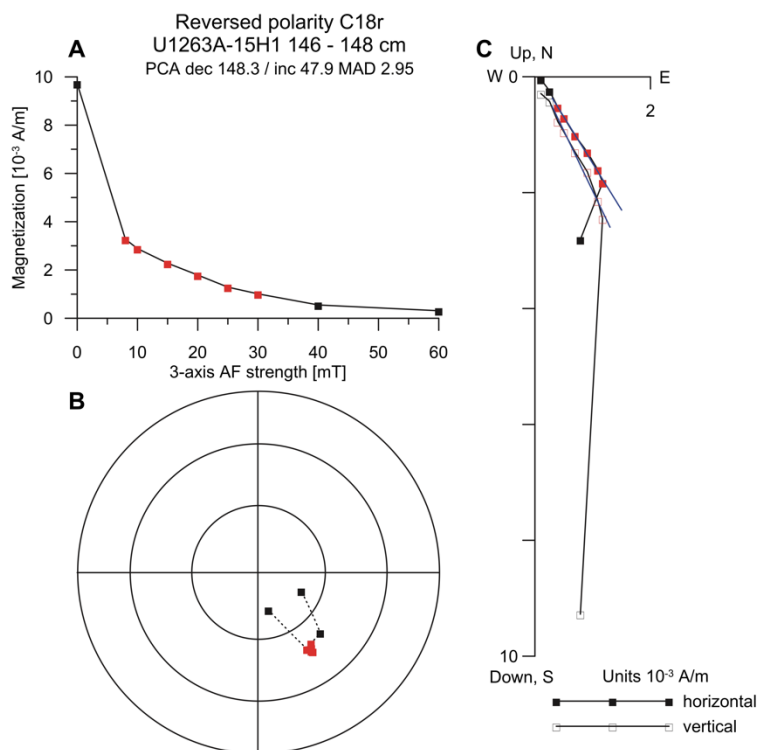 Reversed polarity C18r
U1263A-15H1 146 - 148 cm
PCA dec 148.3 / inc 47.9 MAD 2.95
A
Magnetization [10⁻³ A/m]
10
8
6
4
2
0
0
10
20
30
40
50
60
3-axis AF strength [mT]
B
C
Up, N
W 0
E
2
10
Down, S
Units 10⁻³ A/m
horizontal
vertical